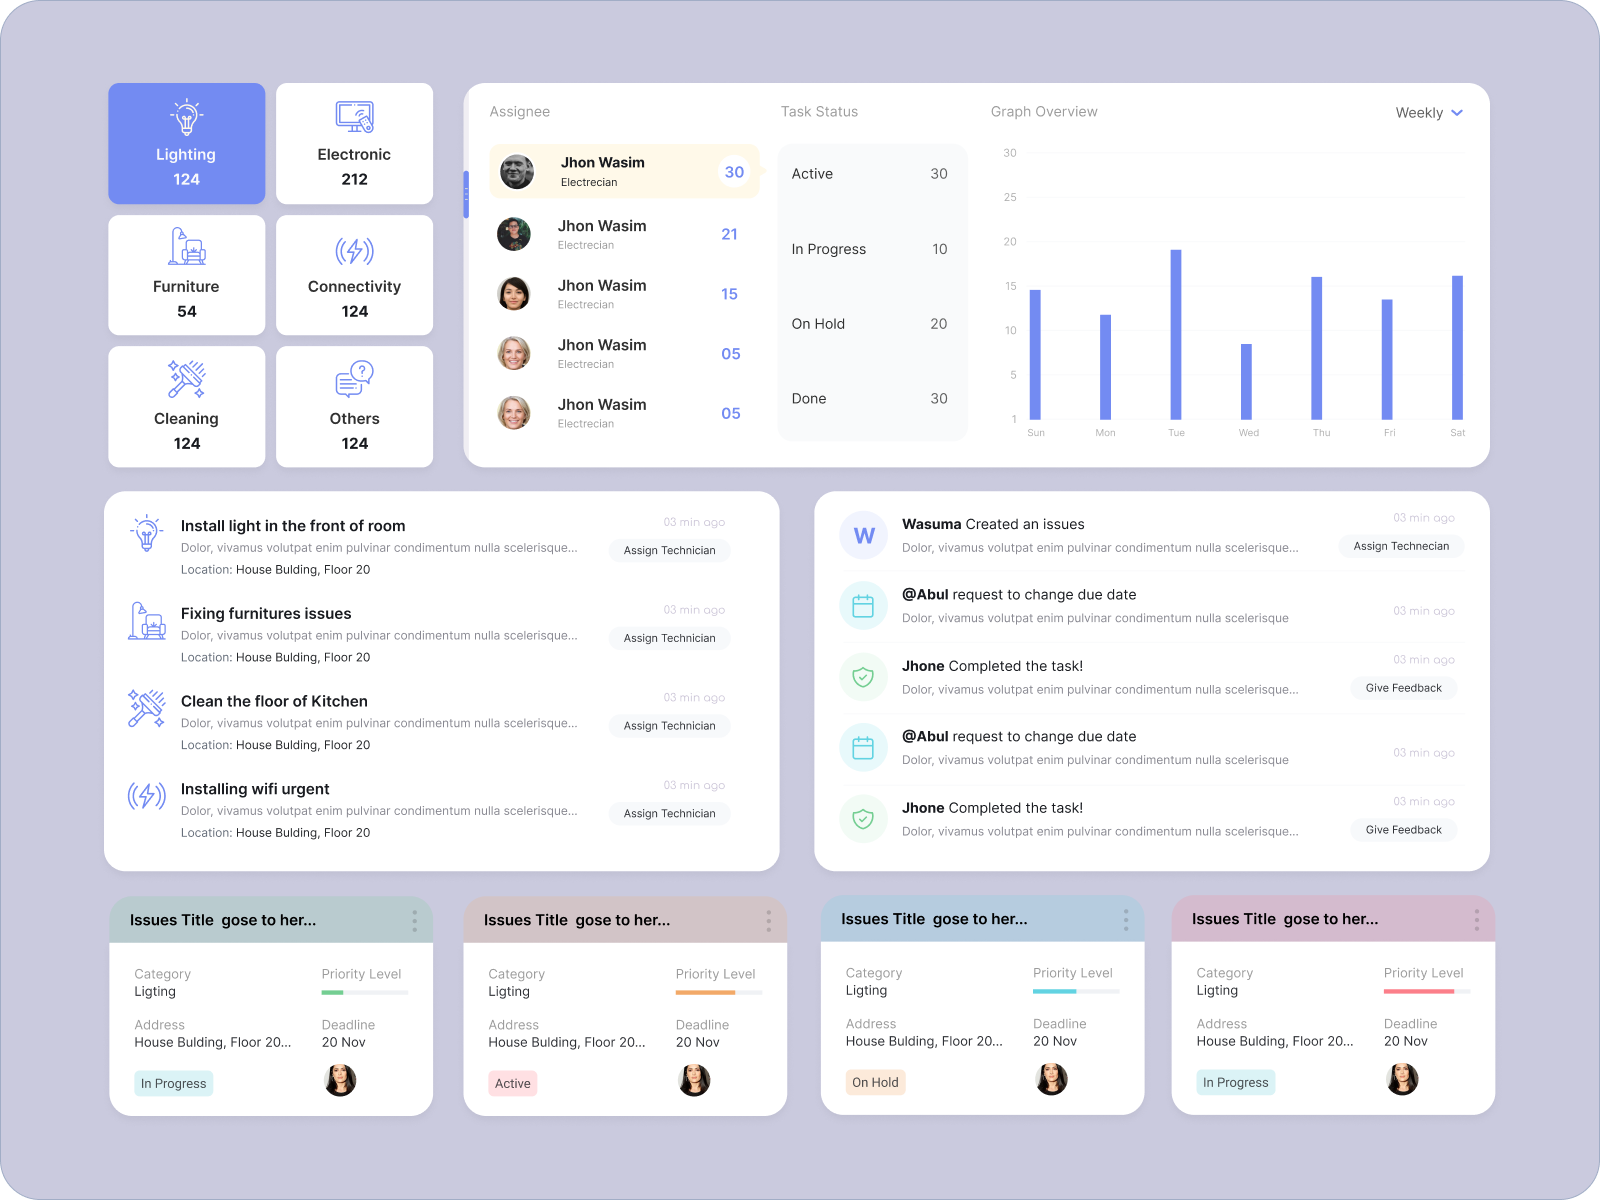 Lighting
124
Electronic
212
Furniture
54
Connectivity
124
Cleaning
124
Others
124
Assignee
Jhon Wasim
Electrecian
30
Jhon Wasim
Electrecian
21
Jhon Wasim
Electrecian
15
Jhon Wasim
Electrecian
05
Jhon Wasim
Electrecian
05
Task Status
Active 30
In Progress 10
On Hold 20
Done 30
Graph Overview
Weekly
30
25
20
15
10
5
1
Sun Mon Tue Wed Thu Fri Sat
Install light in the front of room
03 min ago
Dolor, vivamus volutpat enim pulvinar condimentum nulla scelerisque...
Assign Technician
Location: House Bulding, Floor 20
Fixing furnitures issues
03 min ago
Dolor, vivamus volutpat enim pulvinar condimentum nulla scelerisque...
Assign Technician
Location: House Bulding, Floor 20
Clean the floor of Kitchen
03 min ago
Dolor, vivamus volutpat enim pulvinar condimentum nulla scelerisque...
Assign Technician
Location: House Bulding, Floor 20
Installing wifi urgent
03 min ago
Dolor, vivamus volutpat enim pulvinar condimentum nulla scelerisque...
Assign Technician
Location: House Bulding, Floor 20
W
Wasuma Created an issues
03 min ago
Dolor, vivamus volutpat enim pulvinar condimentum nulla scelerisque...
Assign Technecian
@Abul request to change due date
Dolor, vivamus volutpat enim pulvinar condimentum nulla scelerisque
03 min ago
Jhone Completed the task!
03 min ago
Dolor, vivamus volutpat enim pulvinar condimentum nulla scelerisque...
Give Feedback
@Abul request to change due date
Dolor, vivamus volutpat enim pulvinar condimentum nulla scelerisque
03 min ago
Jhone Completed the task!
03 min ago
Dolor, vivamus volutpat enim pulvinar condimentum nulla scelerisque...
Give Feedback
Issues Title gose to her...
Category
Ligting
Priority Level
Address
House Bulding, Floor 20...
Deadline
20 Nov
In Progress
Issues Title gose to her...
Category
Ligting
Priority Level
Address
House Bulding, Floor 20...
Deadline
20 Nov
Active
Issues Title gose to her...
Category
Ligting
Priority Level
Address
House Bulding, Floor 20...
Deadline
20 Nov
On Hold
Issues Title gose to her...
Category
Ligting
Priority Level
Address
House Bulding, Floor 20...
Deadline
20 Nov
In Progress